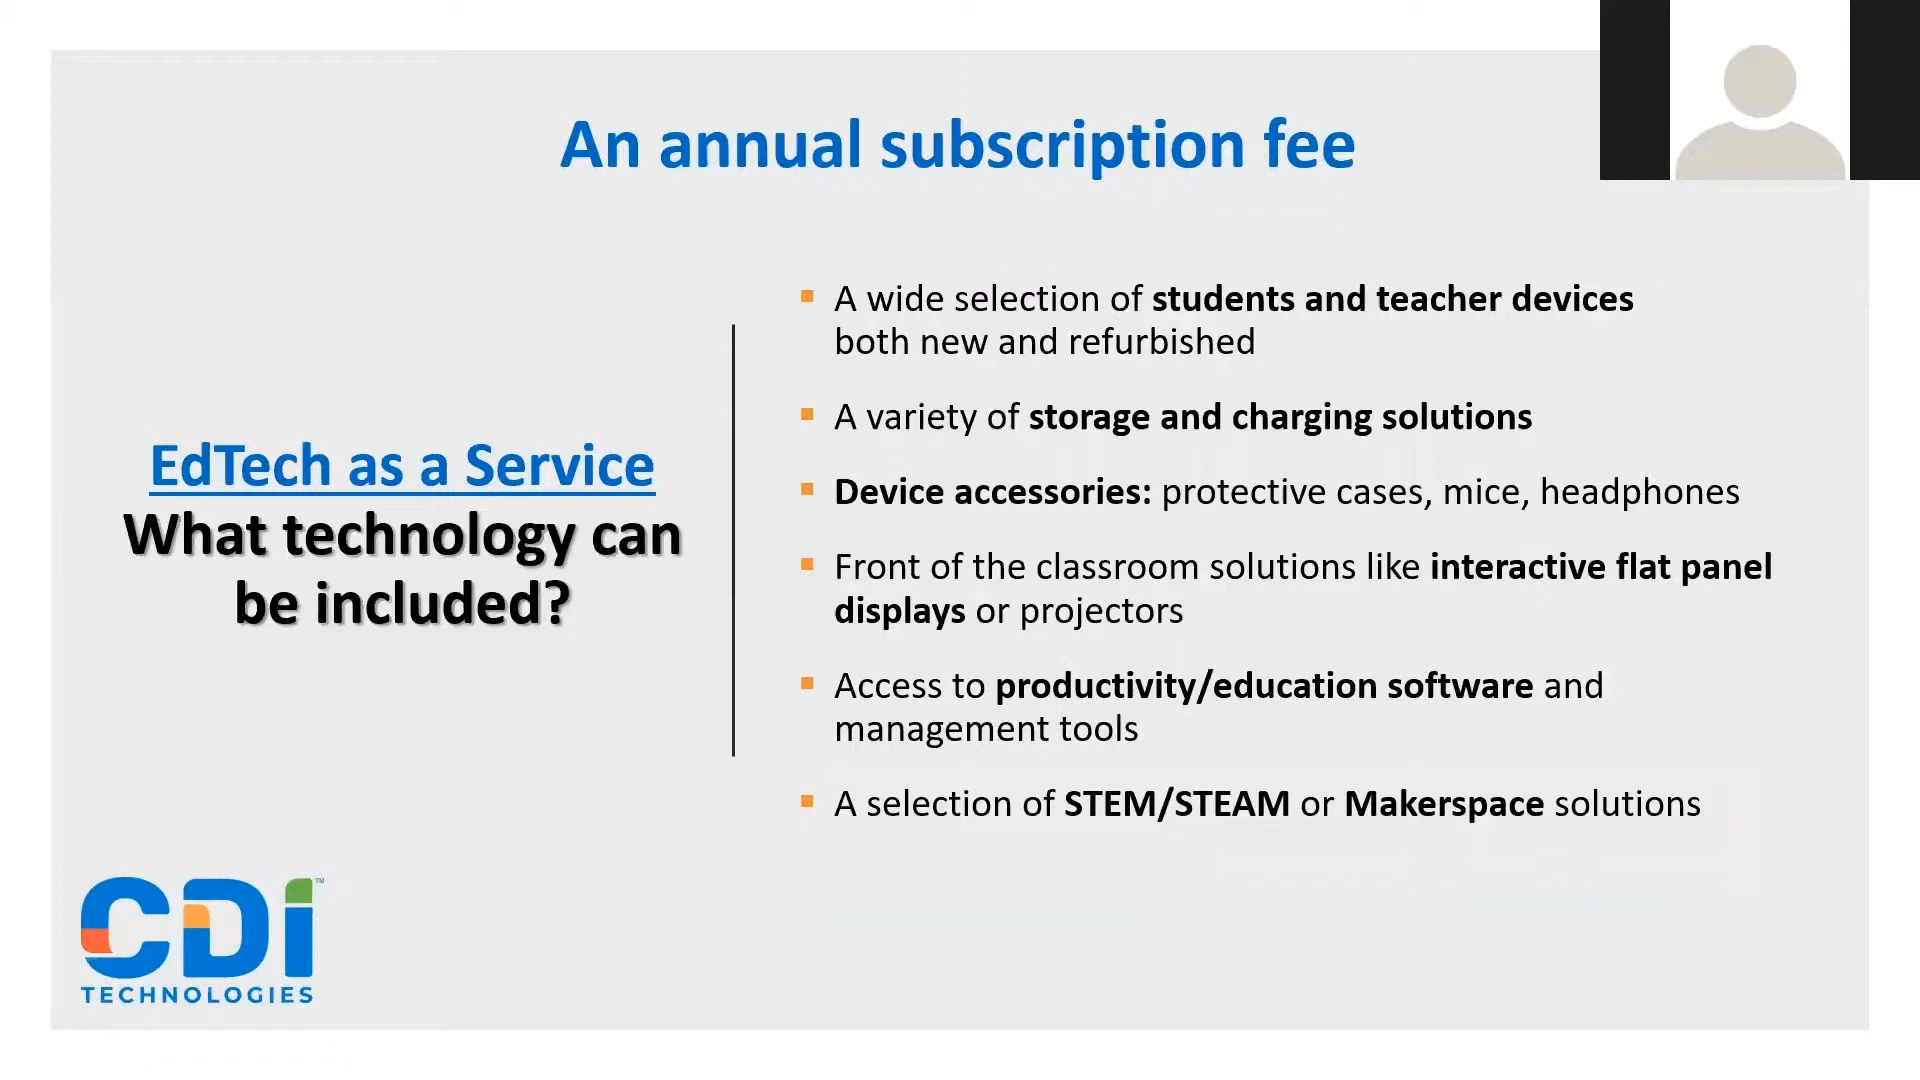 An annual subscription fee
EdTech as a Service
What technology can
be included?
A wide selection of students and teacher devices
both new and refurbished
A variety of storage and charging solutions
Device accessories: protective cases, mice, headphones
Front of the classroom solutions like interactive flat panel
displays or projectors
Access to productivity/education software and
management tools
A selection of STEM/STEAM or Makerspace solutions
CDI™
TECHNOLOGIES